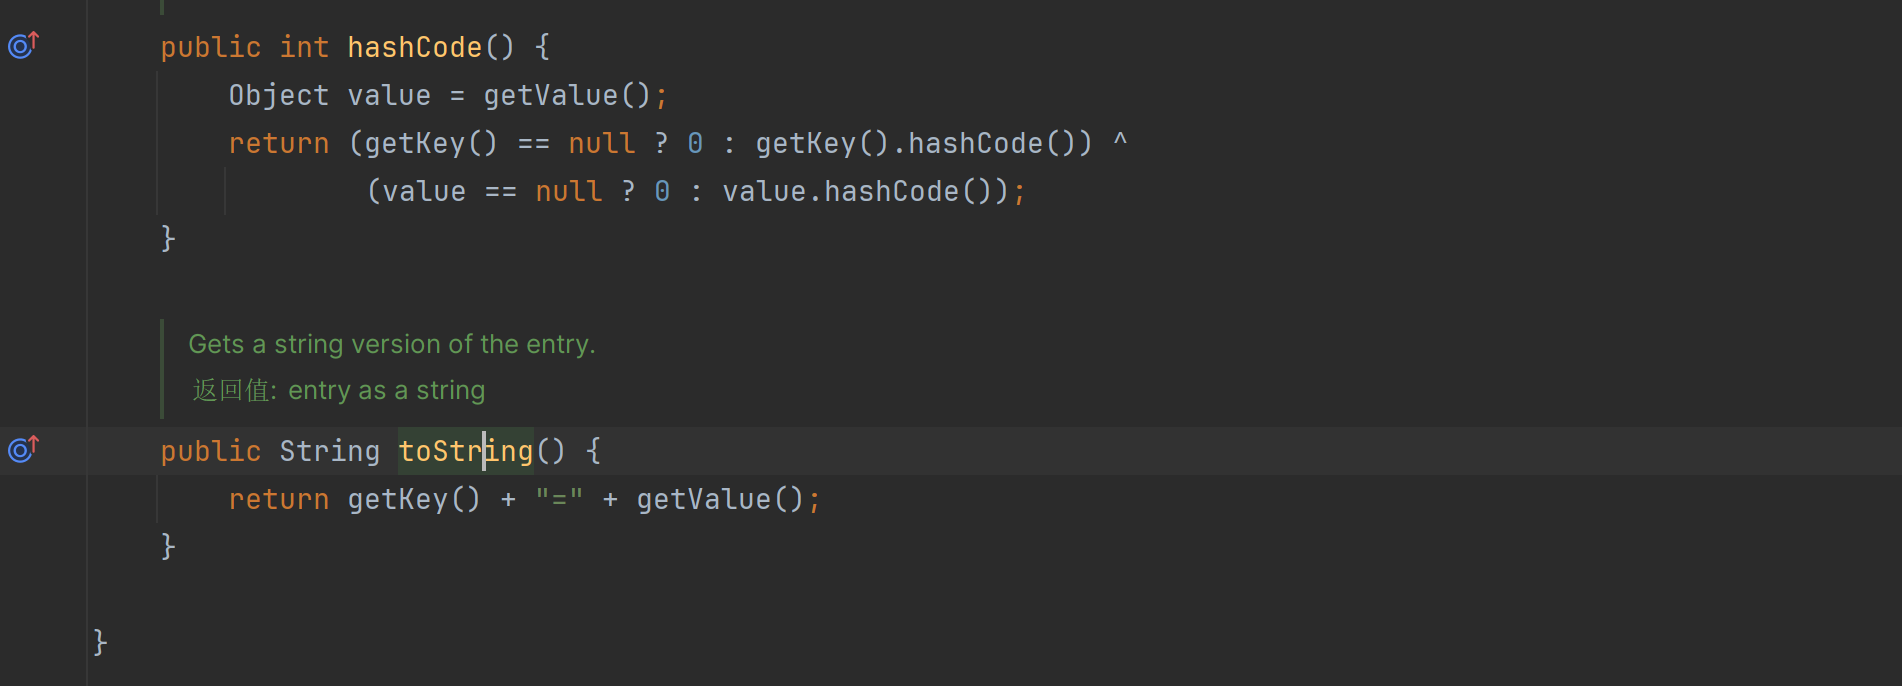 public int hashCode() {
Object value = getValue();
return (getKey() == null ? 0 : getKey().hashCode()) ^
(value == null ? 0 : value.hashCode());
}
Gets a string version of the entry.
返回值: entry as a string
public String toString() {
return getKey() + "=" + getValue();
}
}